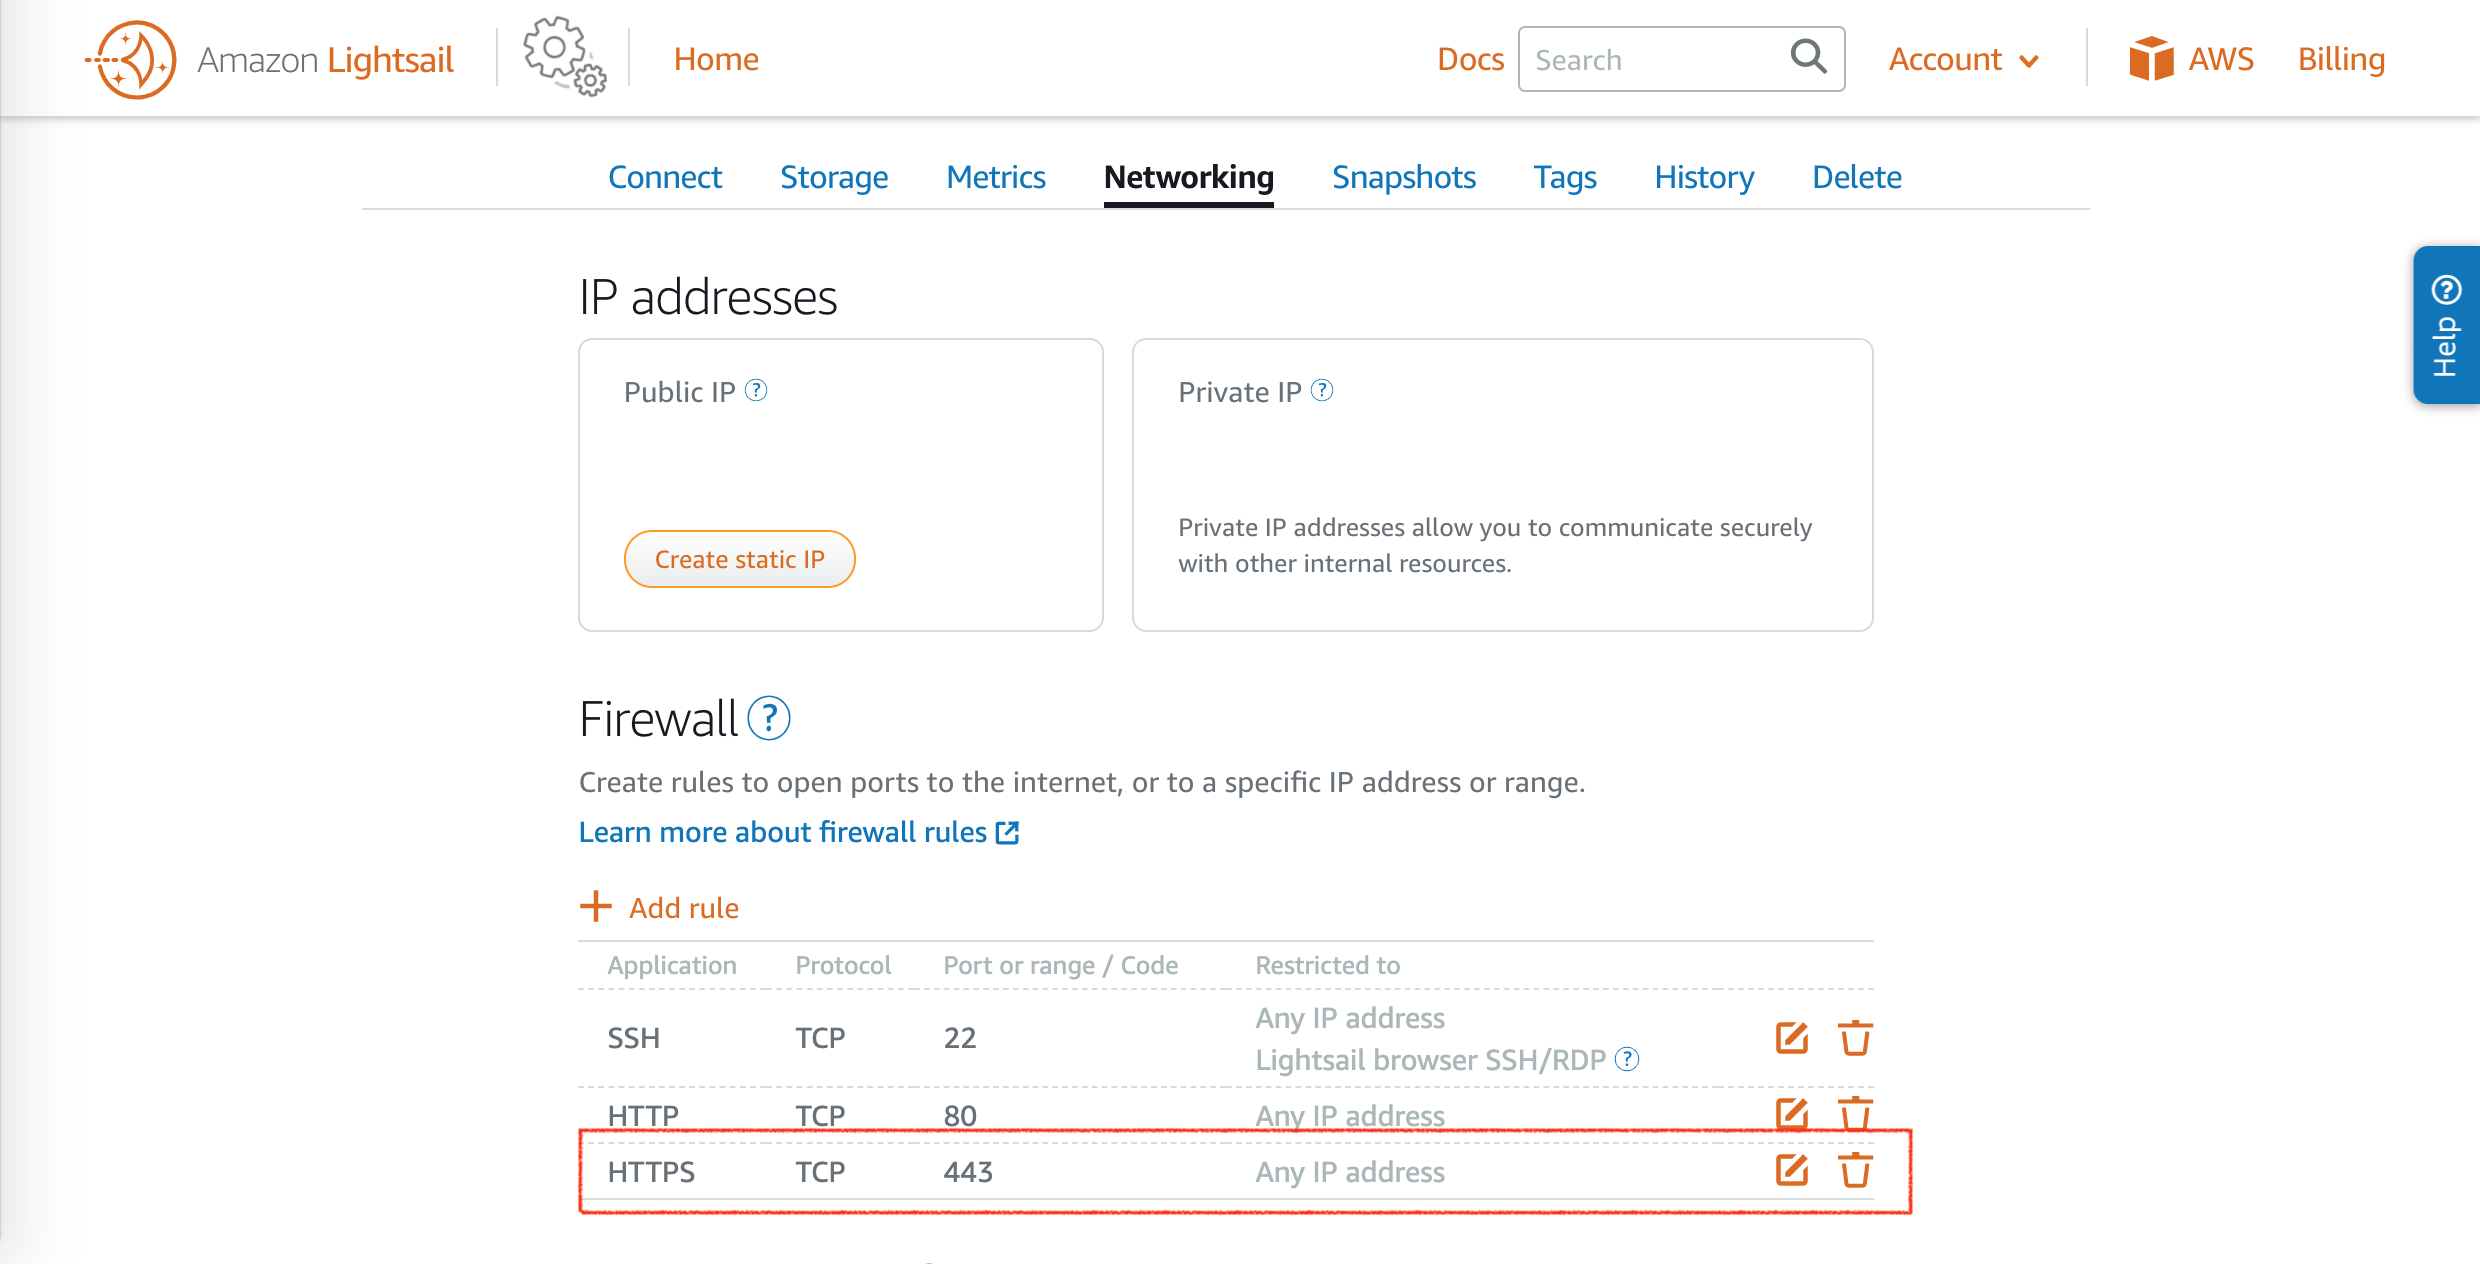 Amazon Lightsail
Home
Docs
Search
Account
AWS
Billing
Connect
Storage
Metrics
Networking
Snapshots
Tags
History
Delete
Help ?
IP addresses
Public IP ?
Create static IP
Private IP ?
Private IP addresses allow you to communicate securely
with other internal resources.
Firewall ?
Create rules to open ports to the internet, or to a specific IP address or range.
Learn more about firewall rules
+ Add rule
Application Protocol Port or range / Code Restricted to
SSH TCP 22 Any IP address
Lightsail browser SSH/RDP ?
HTTP TCP 80 Any IP address
HTTPS TCP 443 Any IP address